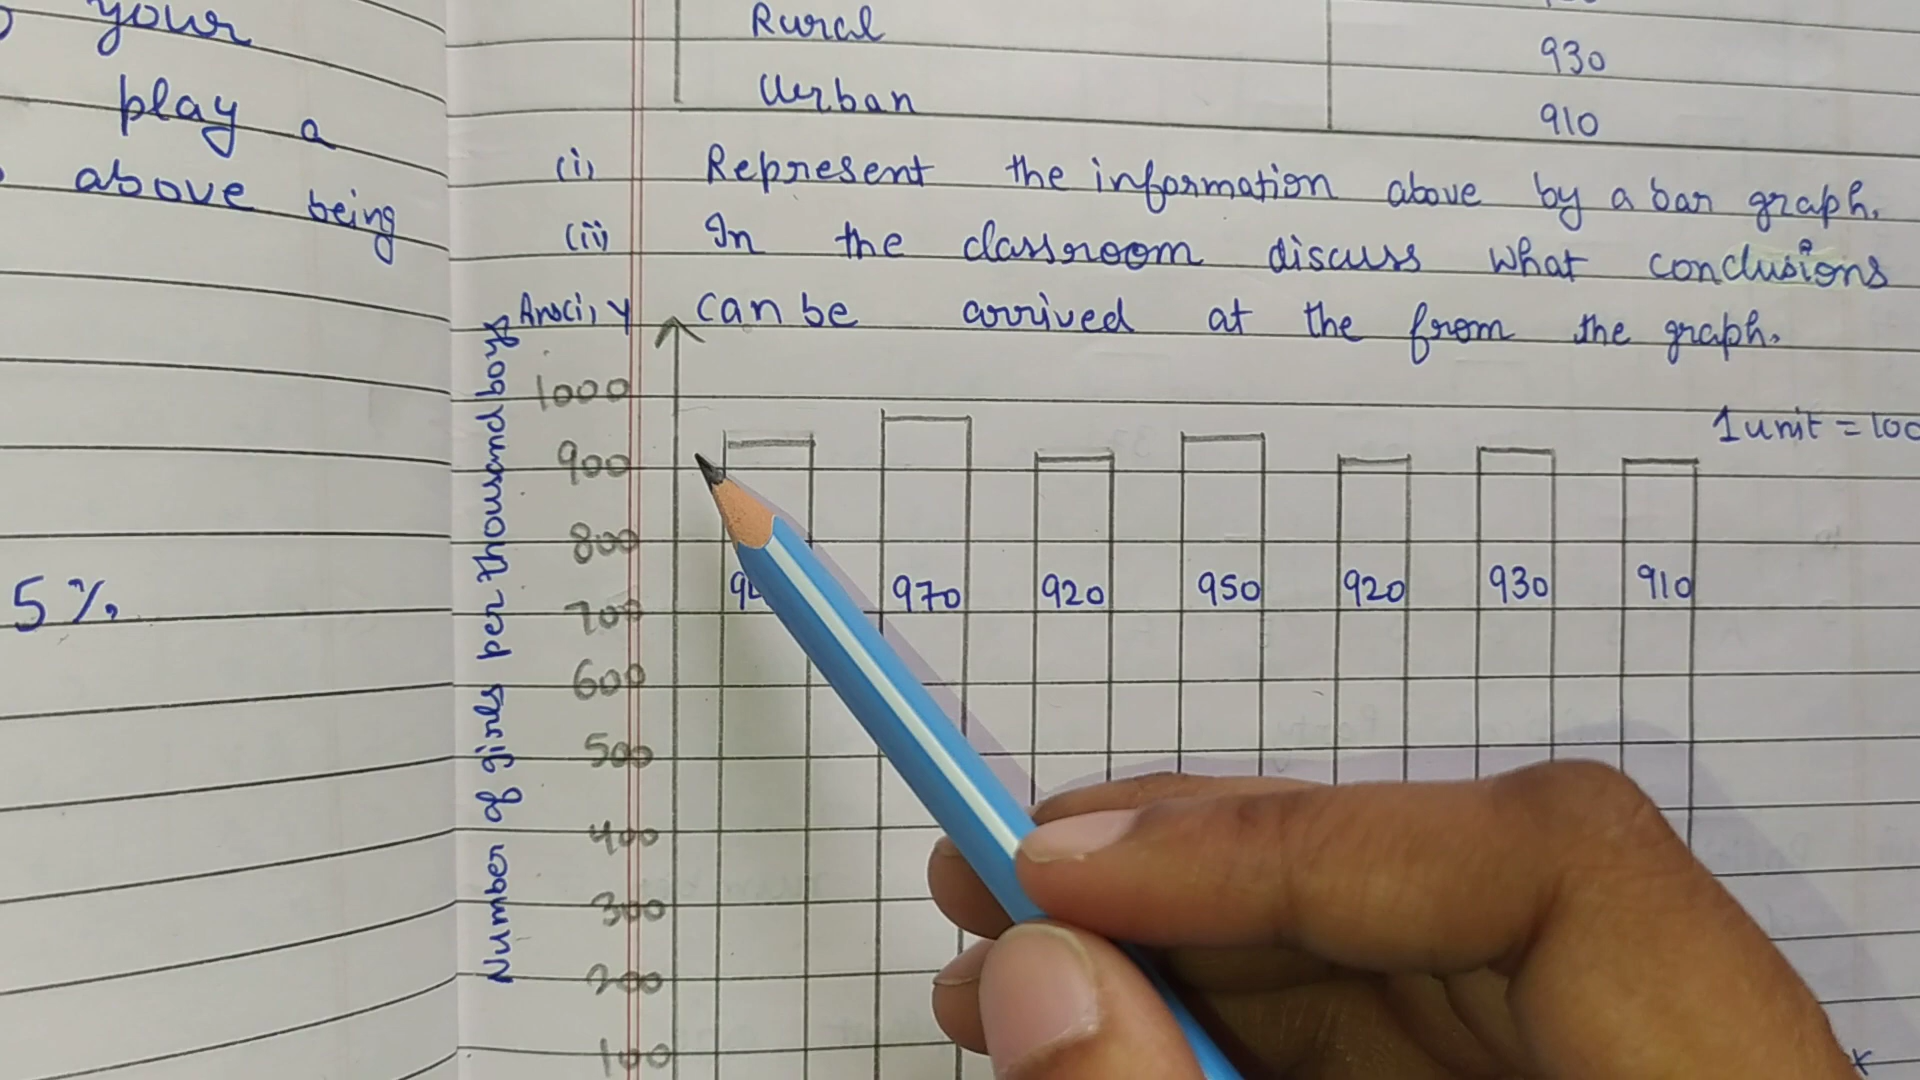 your
play a
above being
5%.
Rural 930
Urban 910
(i) Represent the information above by a bar graph.
(ii) In the classroom discuss what conclusions
can be arrived at the from the graph.
Ans(i) Y
Number of girls per thousand boys
1000
900
800
700
600
500
400
300
200
100
1 unit = 100
970 920 950 920 930 910
x